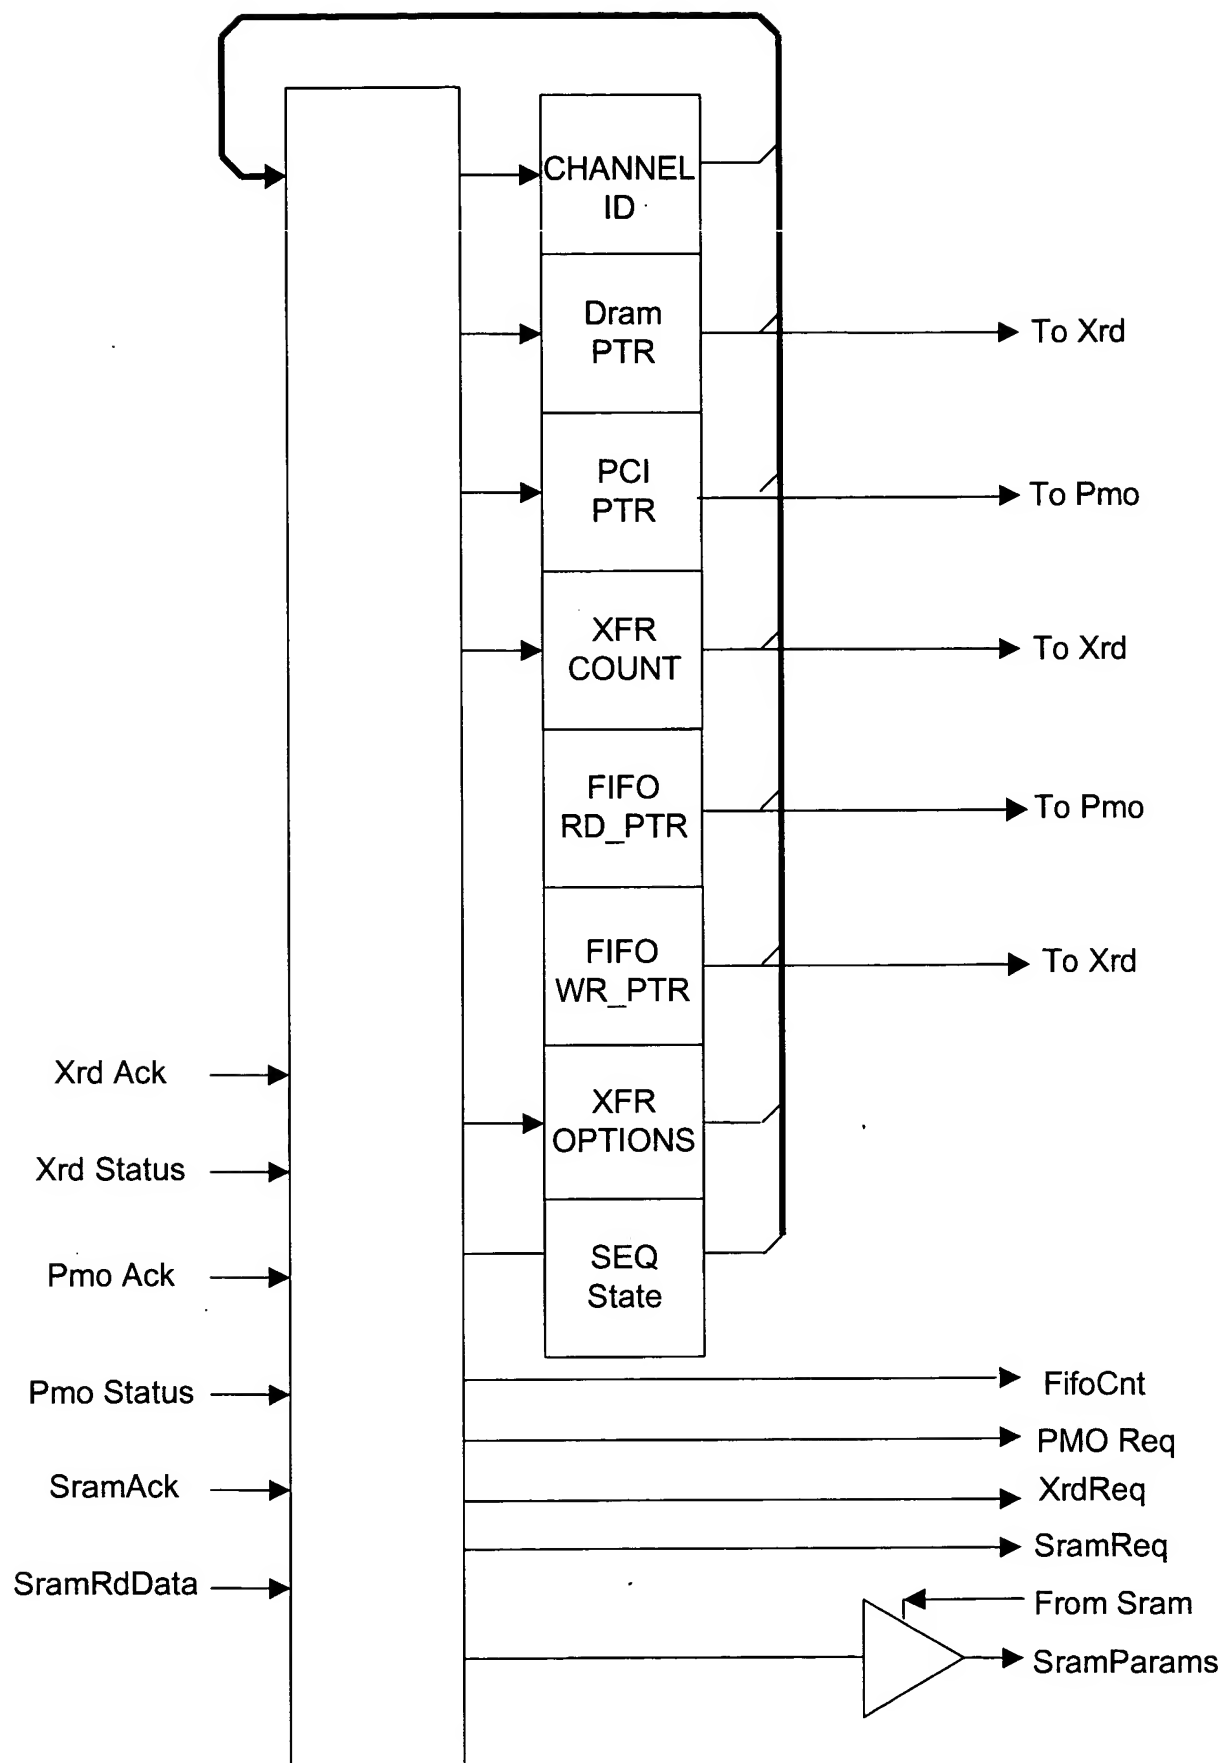 CHANNEL
ID
Dram
PTR
To Xrd
PCI
PTR
To Pmo
XFR
COUNT
To Xrd
FIFO
RD_PTR
To Pmo
FIFO
WR_PTR
To Xrd
Xrd Ack
XFR
OPTIONS
Xrd Status
SEQ
State
Pmo Ack
Pmo Status
FifoCnt
PMO Req
SramAck
XrdReq
SramReq
SramRdData
From Sram
SramParams